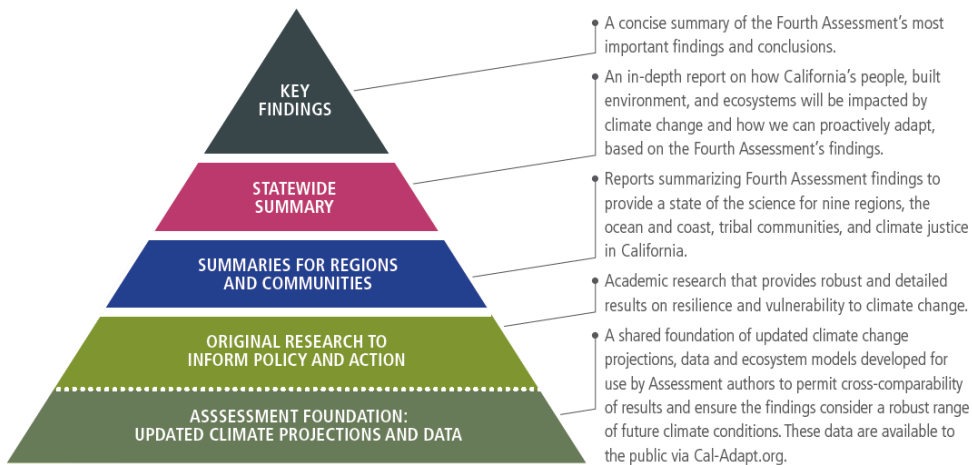 KEY
FINDINGS
A concise summary of the Fourth Assessment's most
important findings and conclusions.
STATEWIDE
SUMMARY
An in-depth report on how California's people, built
environment, and ecosystems will be impacted by
climate change and how we can proactively adapt,
based on the Fourth Assessment's findings.
SUMMARIES FOR REGIONS
AND COMMUNITIES
Reports summarizing Fourth Assessment findings to
provide a state of the science for nine regions, the
ocean and coast, tribal communities, and climate justice
in California.
ORIGINAL RESEARCH TO
INFORM POLICY AND ACTION
Academic research that provides robust and detailed
results on resilience and vulnerability to climate change.
ASSSESSMENT FOUNDATION:
UPDATED CLIMATE PROJECTIONS AND DATA
A shared foundation of updated climate change
projections, data and ecosystem models developed for
use by Assessment authors to permit cross-comparability
of results and ensure the findings consider a robust range
of future climate conditions. These data are available to
the public via Cal-Adapt.org.